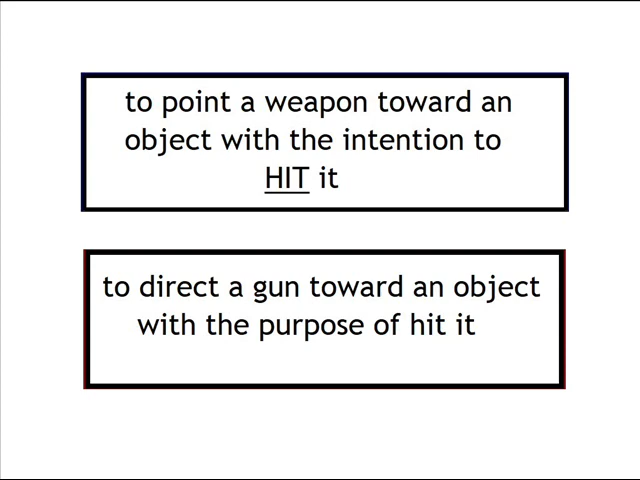 to point a weapon toward an
object with the intention to
HIT it
to direct a gun toward an object
with the purpose of hit it